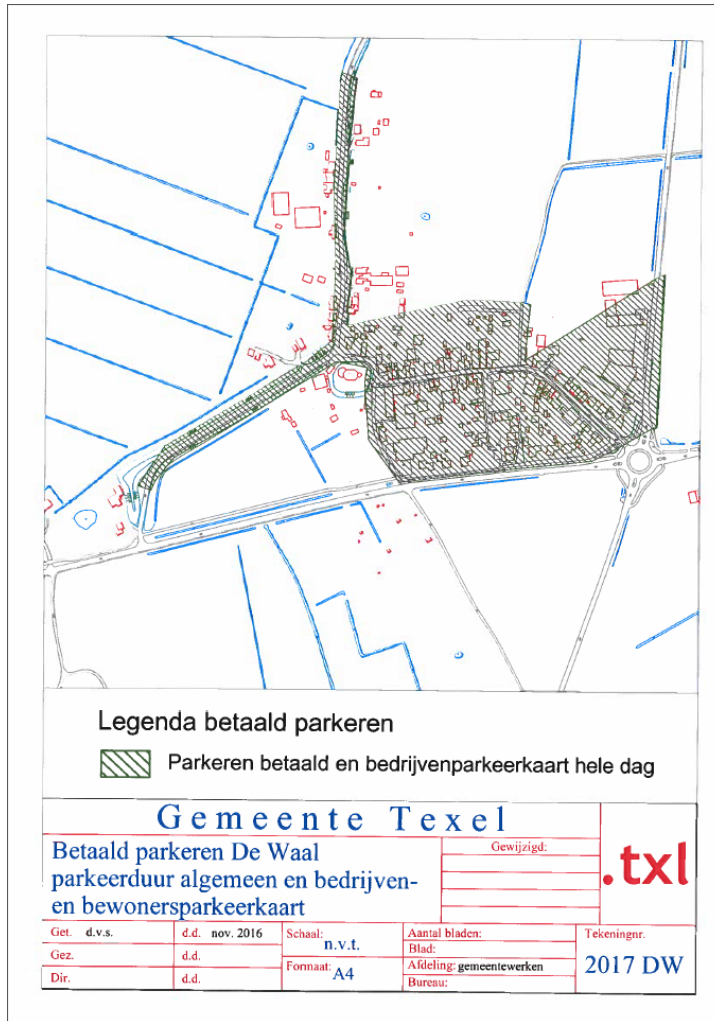 Legenda betaald parkeren
Parkeren betaald en bedrijvenparkeerkaart hele dag
Gemeente Texel
Betaald parkeren De Waal
parkeerduur algemeen en bedrijven-
en bewonersparkeerkaart
Gewijzigd:
.txl
Get. d.v.s. d.d. nov. 2016
Gez. d.d.
Dir. d.d.
Schaal: n.v.t.
Formaat: A4
Aantal bladen:
Blad:
Afdeling: gemeentewerken
Bureau:
Tekeningnr.
2017 DW